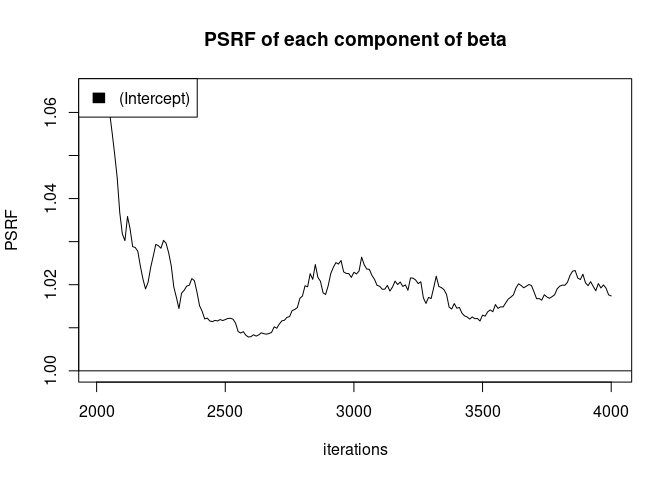 PSRF of each component of beta
(Intercept)
PSRF
1.06
1.04
1.02
1.00
2000 2500 3000 3500 4000
iterations